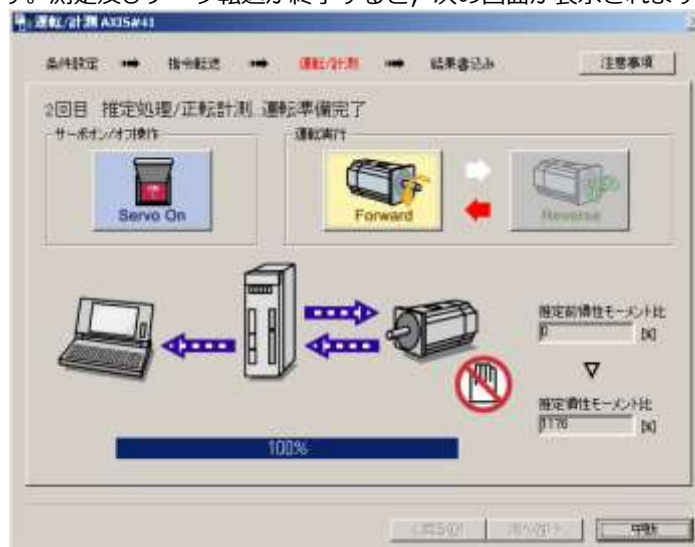 す。測定及びデータ転送が終了すると，次の画面が表示されます
運転/計測 AXIS#41
条件設定 指令転送 運転/計測 結果書込み 注意事項
2回目 推定処理/正転計測 運転準備完了
サーボオン/オフ操作 運転実行
Servo On Forward Reverse
推定前慣性モーメント比
0 [%]
推定慣性モーメント比
[%]
100%
中断